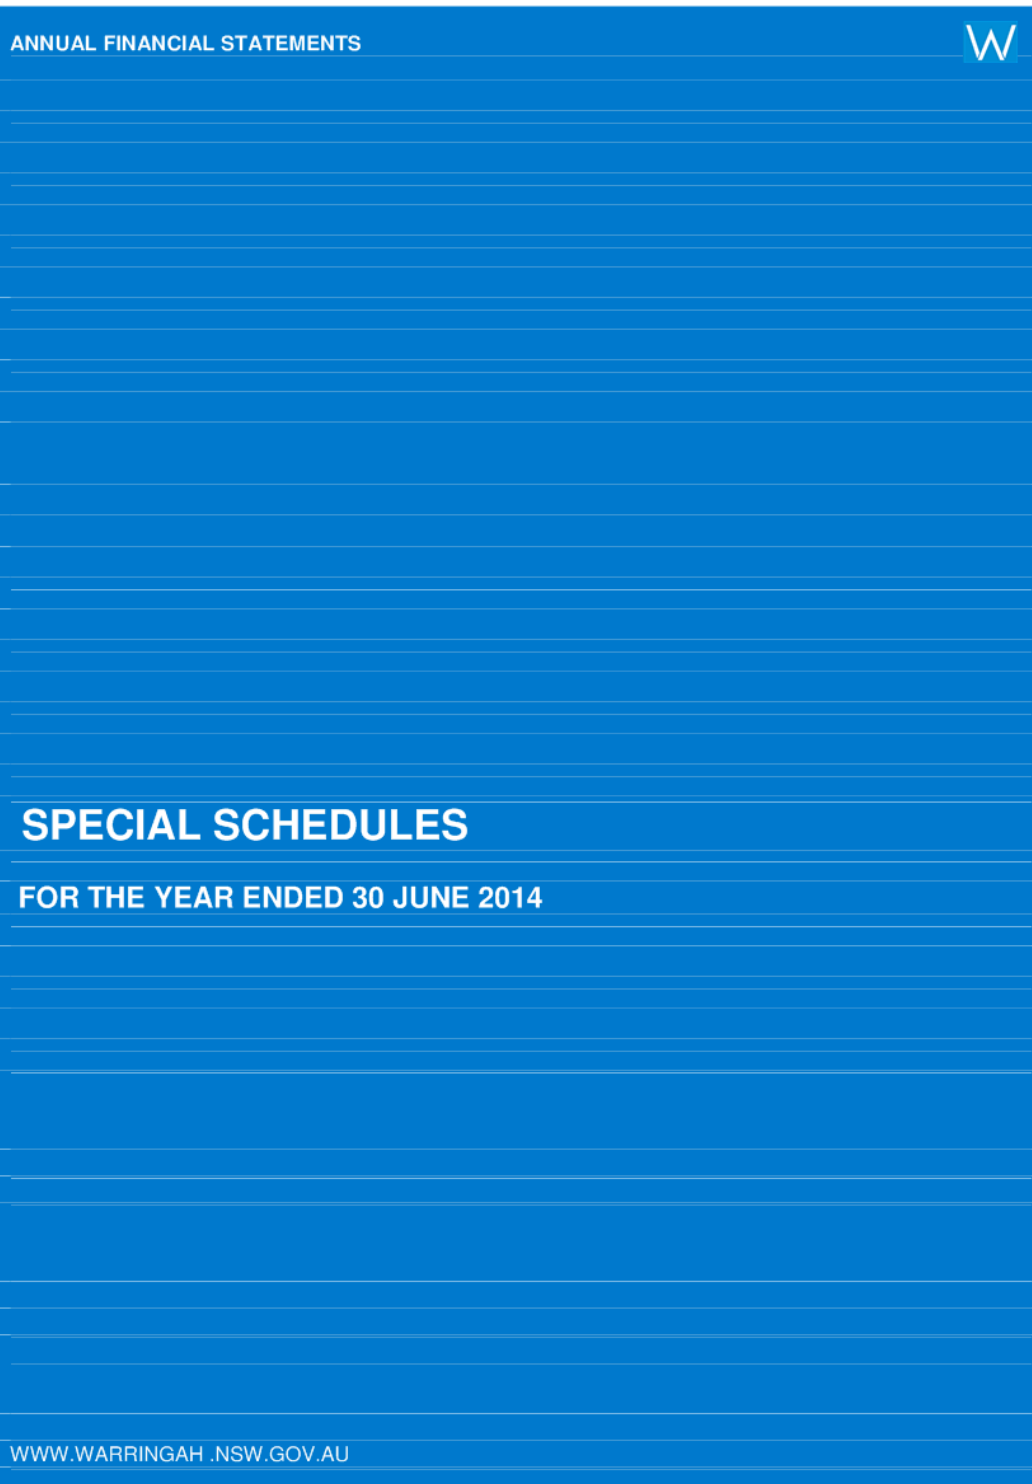 ANNUAL FINANCIAL STATEMENTS
W
SPECIAL SCHEDULES
FOR THE YEAR ENDED 30 JUNE 2014
WWW.WARRINGAH .NSW.GOV.AU